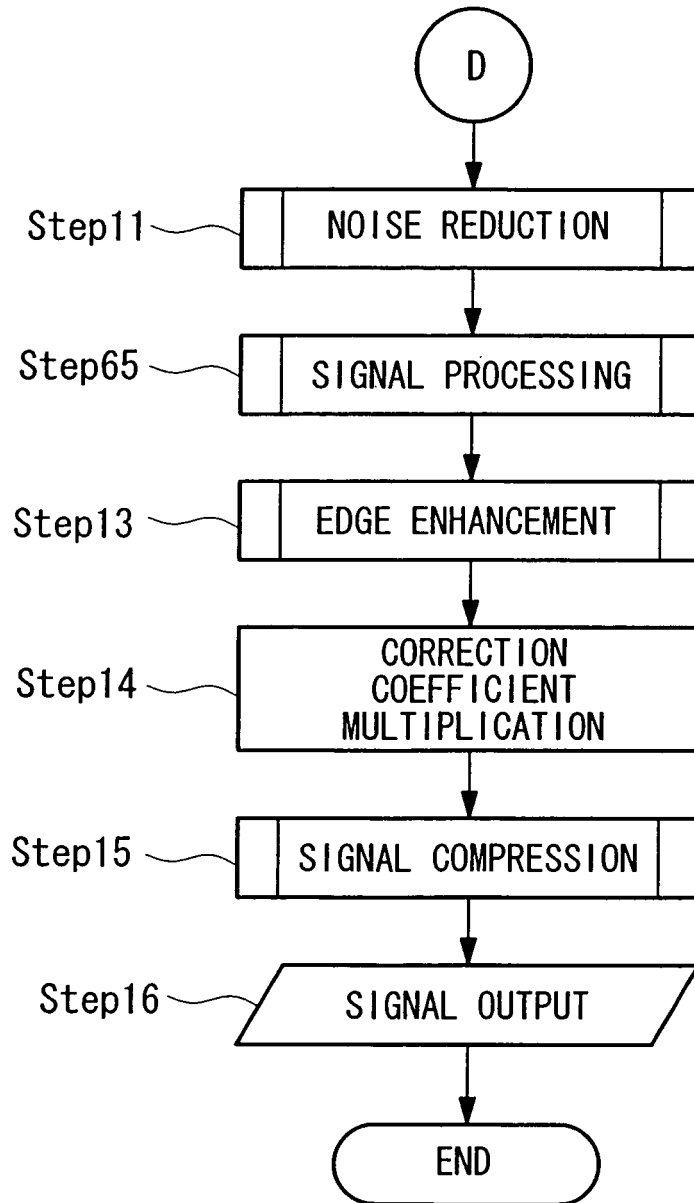 D
Step11
NOISE REDUCTION
Step65
SIGNAL PROCESSING
Step13
EDGE ENHANCEMENT
Step14
CORRECTION
COEFFICIENT
MULTIPLICATION
Step15
SIGNAL COMPRESSION
Step16
SIGNAL OUTPUT
END